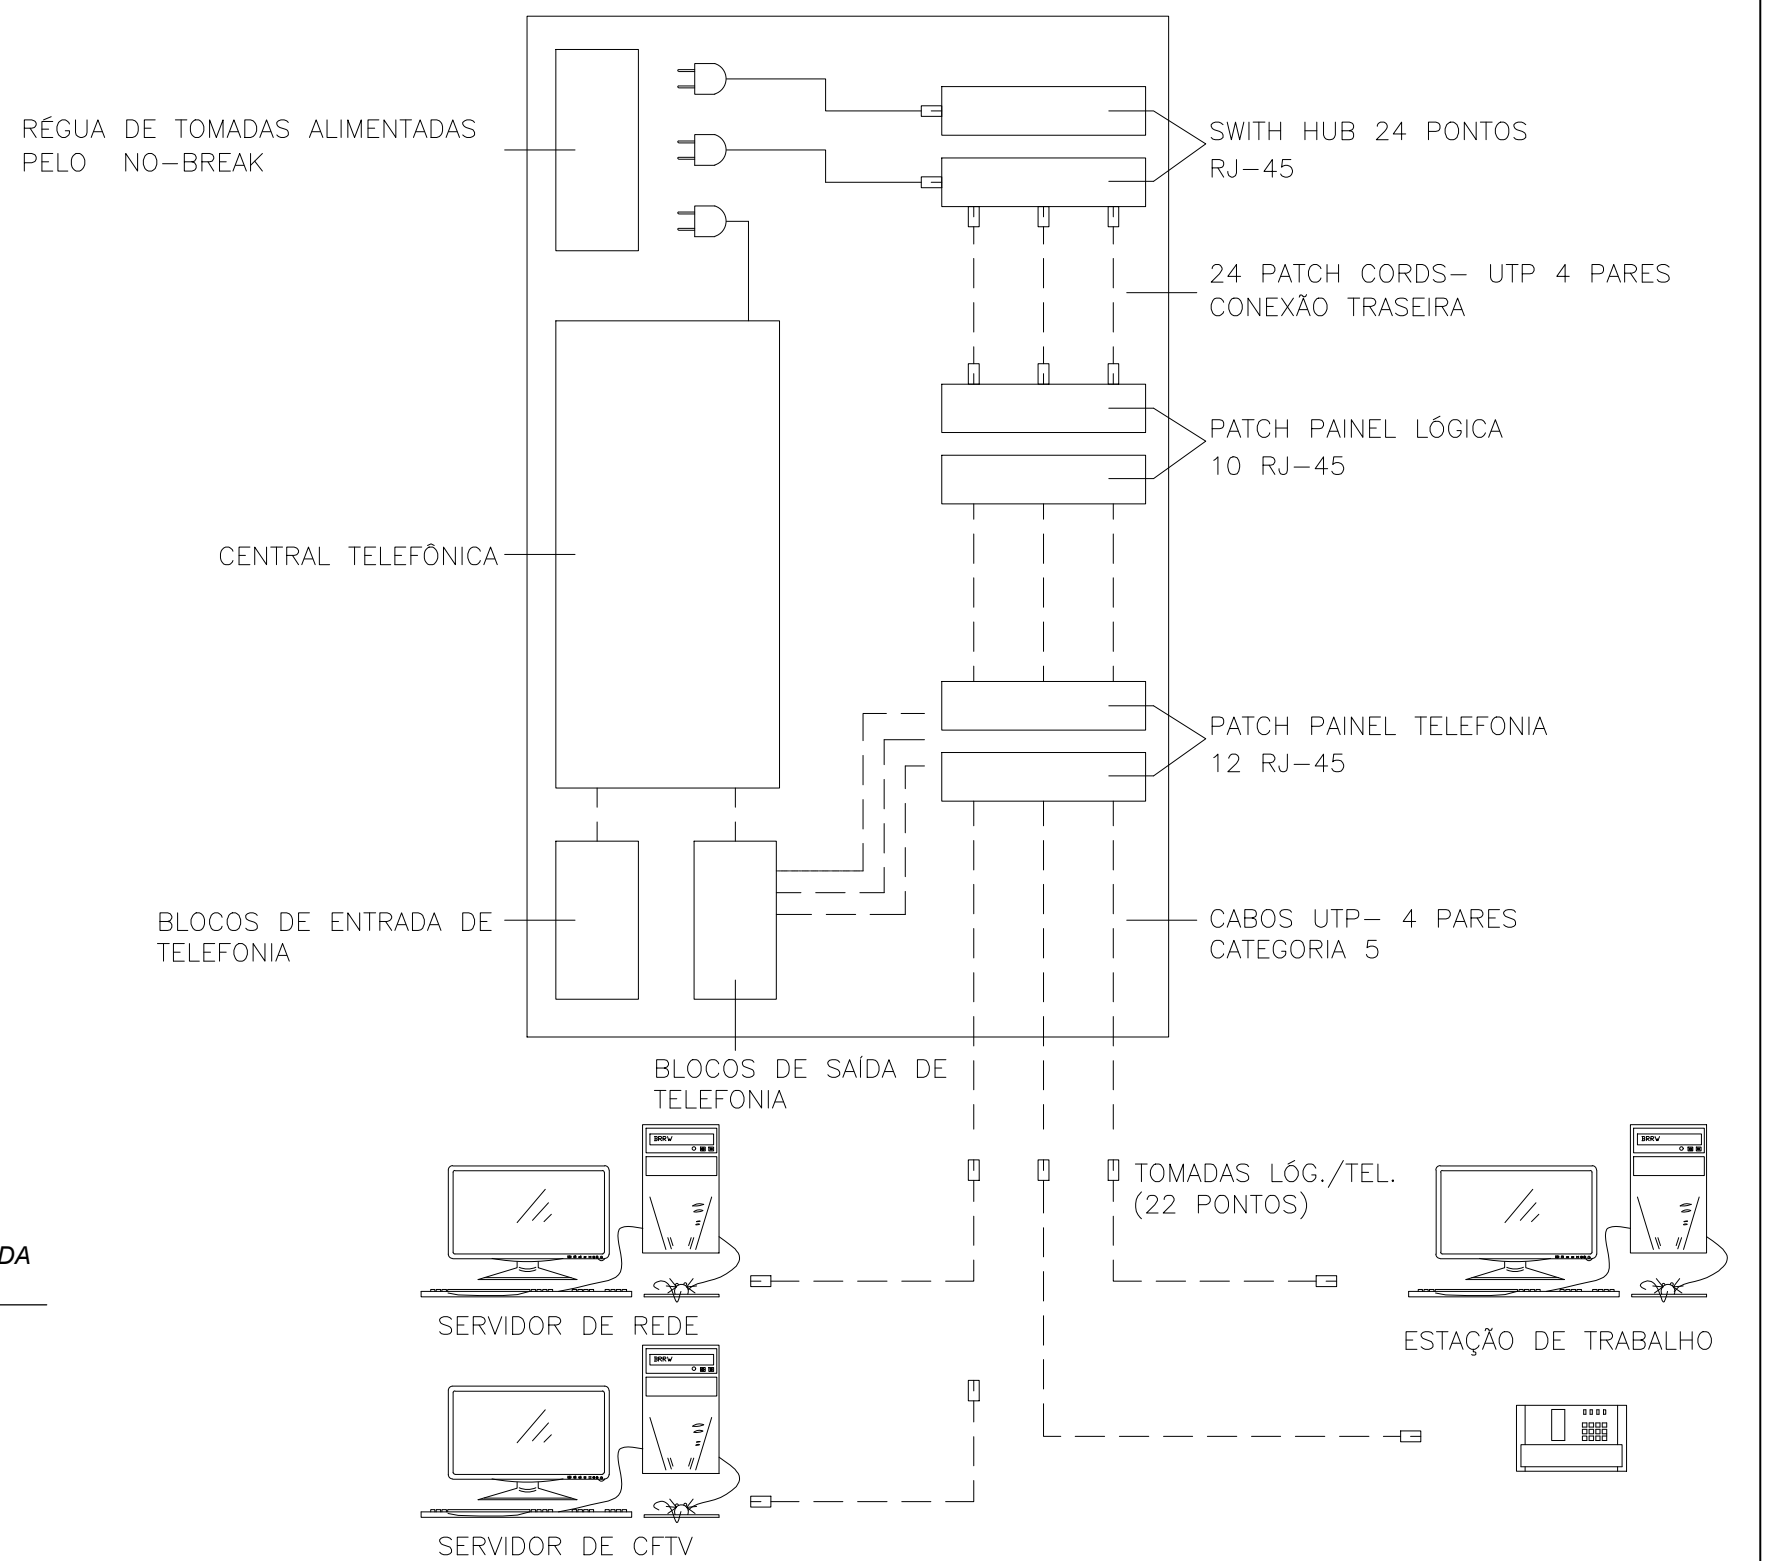 RÉGUA DE TOMADAS ALIMENTADAS
PELO NO-BREAK
SWITH HUB 24 PONTOS
RJ-45
24 PATCH CORDS- UTP 4 PARES
CONEXÃO TRASEIRA
PATCH PAINEL LÓGICA
10 RJ-45
CENTRAL TELEFÔNICA
PATCH PAINEL TELEFONIA
12 RJ-45
BLOCOS DE ENTRADA DE
TELEFONIA
CABOS UTP- 4 PARES
CATEGORIA 5
BLOCOS DE SAÍDA DE
TELEFONIA
BRRW
BRRW
TOMADAS LÓG./TEL.
(22 PONTOS)
DA
SERVIDOR DE REDE
ESTAÇÃO DE TRABALHO
BRRW
SERVIDOR DE CFTV